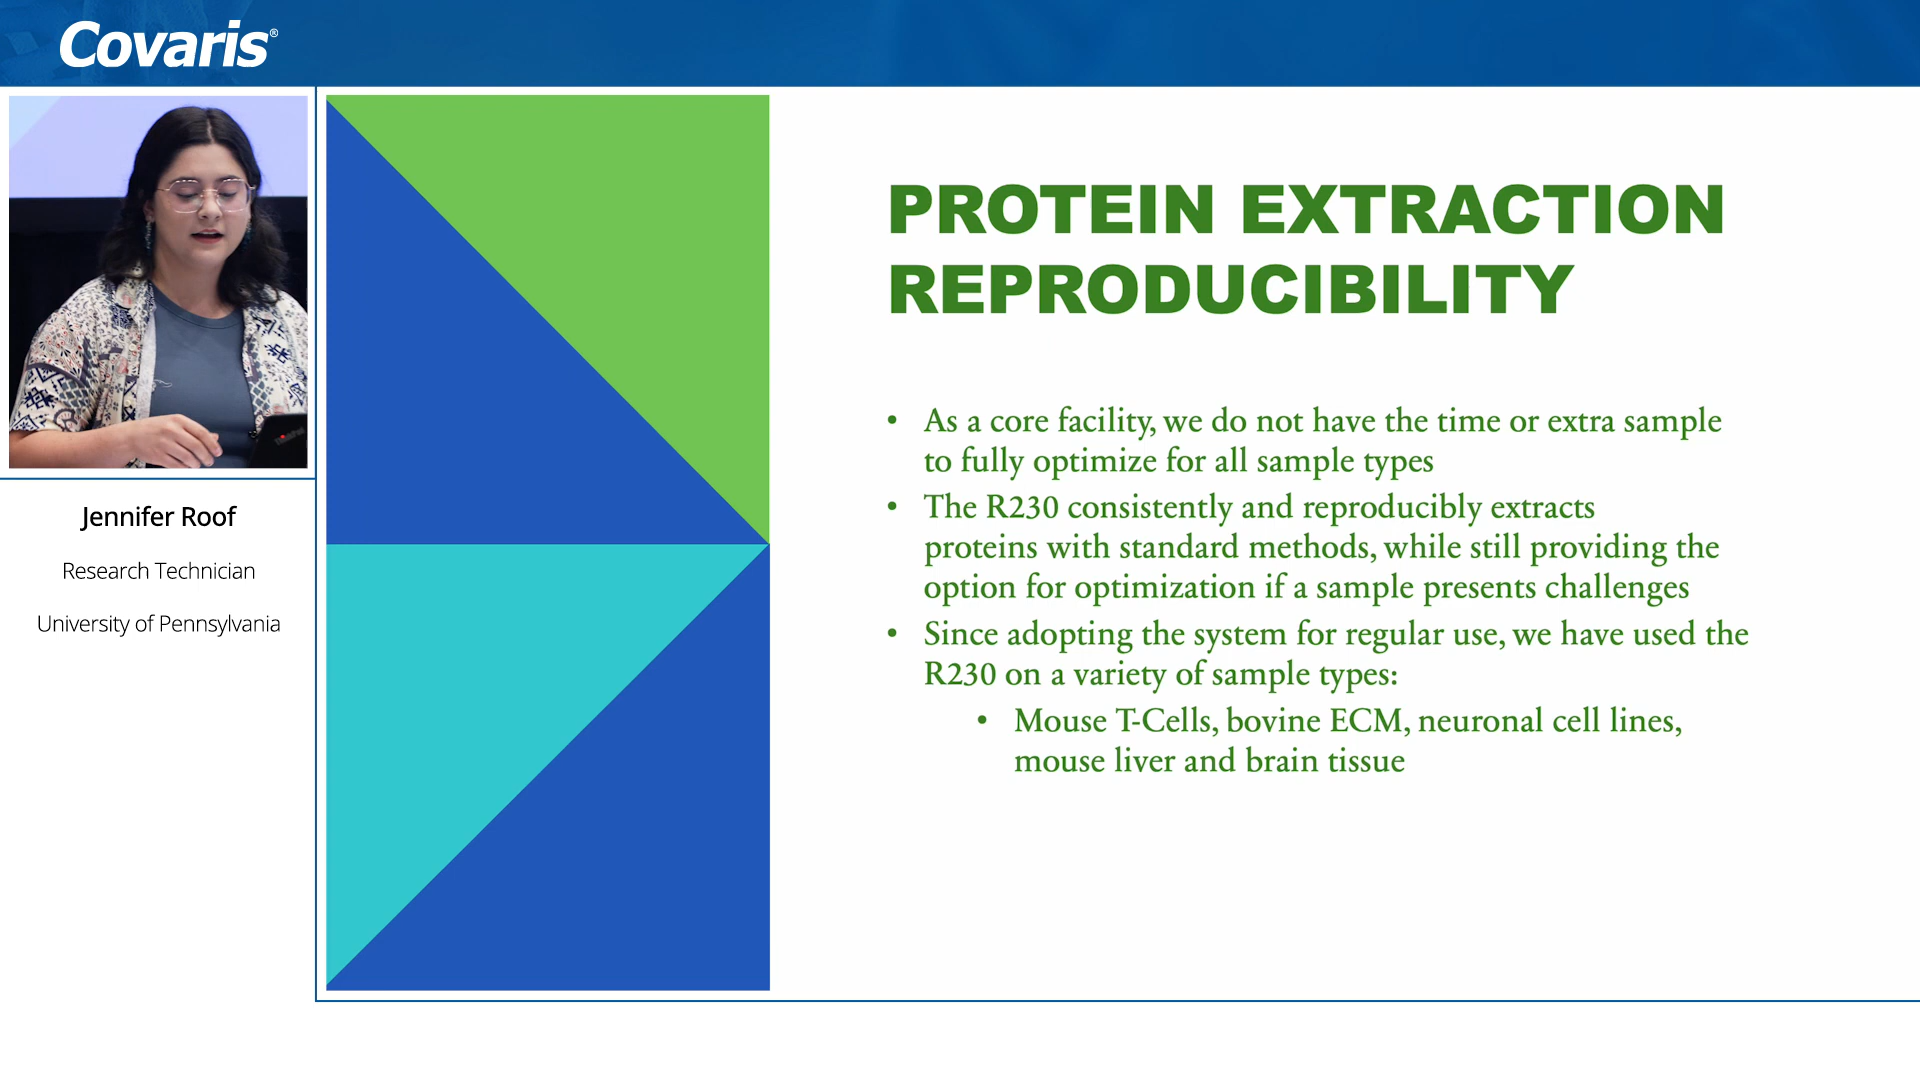 Covaris®
Jennifer Roof
Research Technician
University of Pennsylvania
PROTEIN EXTRACTION
REPRODUCIBILITY
• As a core facility, we do not have the time or extra sample
to fully optimize for all sample types
• The R230 consistently and reproducibly extracts
proteins with standard methods, while still providing the
option for optimization if a sample presents challenges
• Since adopting the system for regular use, we have used the
R230 on a variety of sample types:
• Mouse T-Cells, bovine ECM, neuronal cell lines,
mouse liver and brain tissue